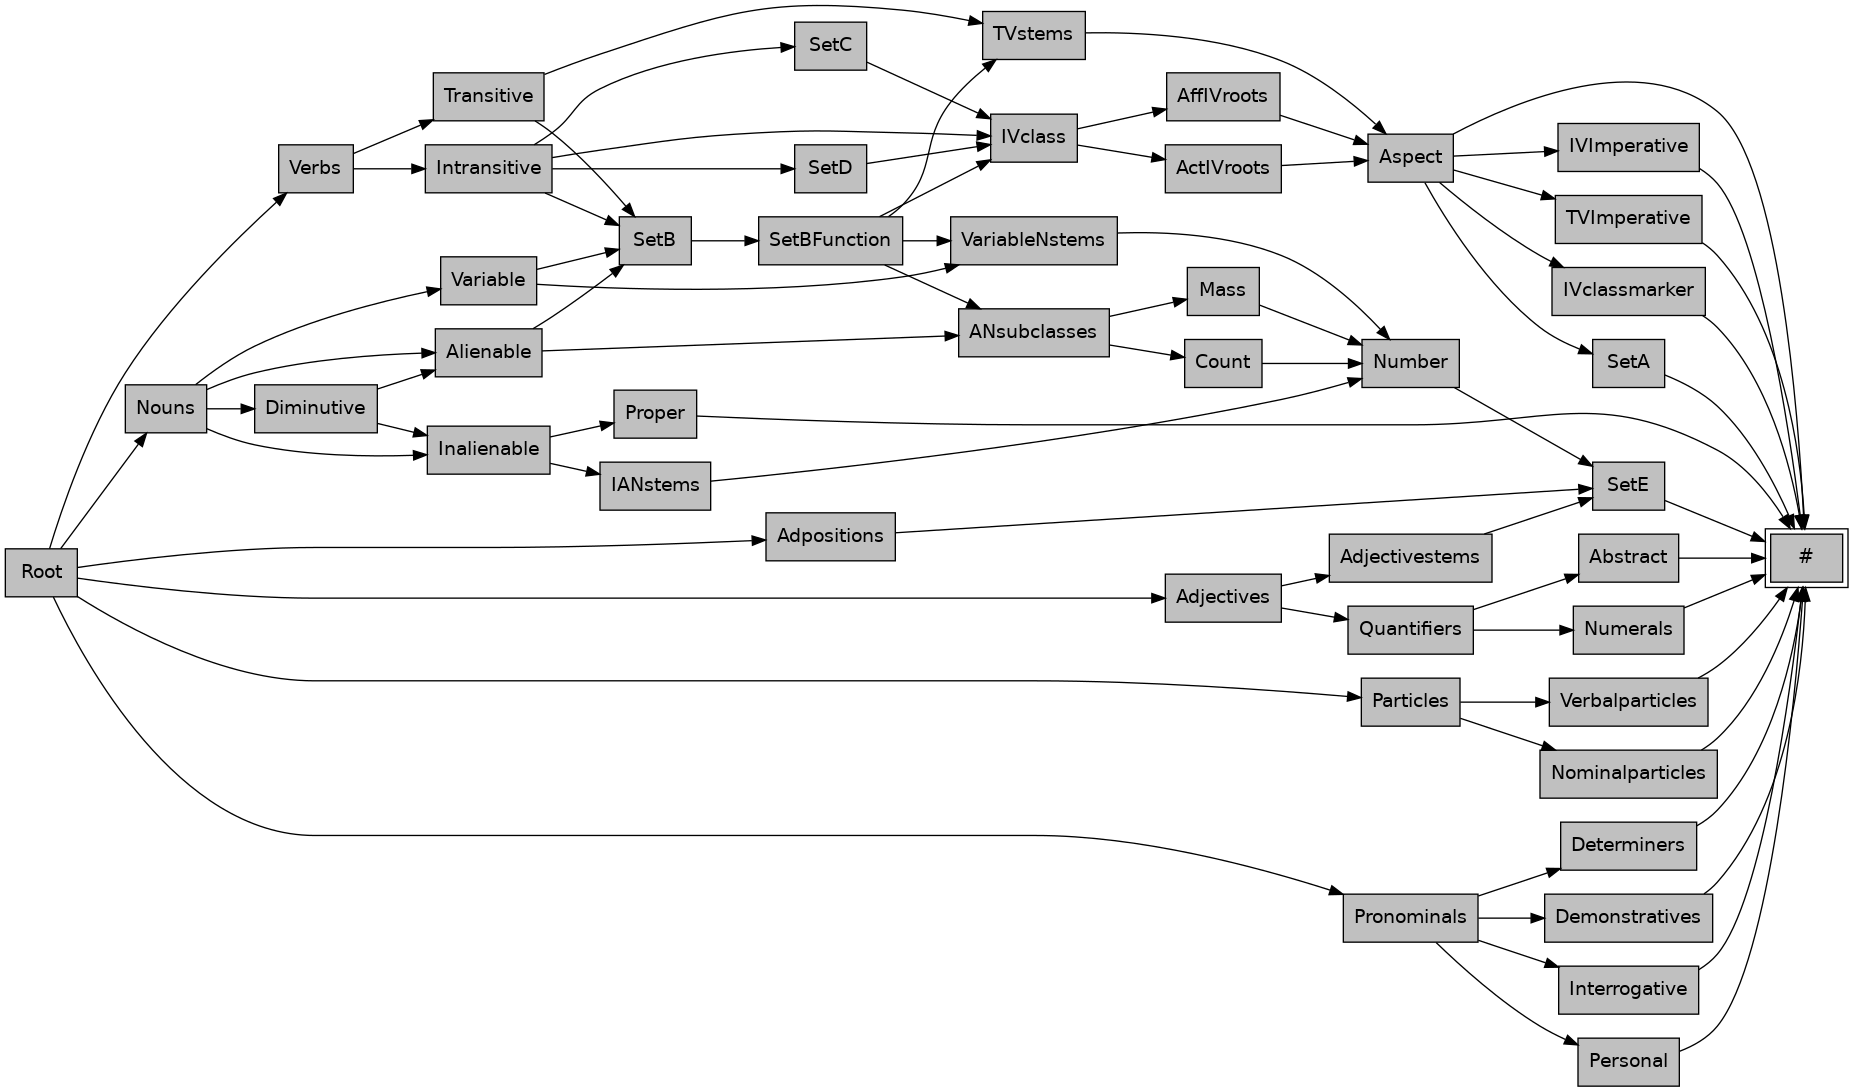 TVstems
SetC
Transitive
AffIVroots
IVclass
IVImperative
Aspect
Verbs
Intransitive
SetD
ActIVroots
TVImperative
SetB
SetBFunction
VariableNstems
Variable
Mass
IVclassmarker
ANsubclasses
Alienable
Count
Number
SetA
Nouns
Diminutive
Proper
Inalienable
IANstems
SetE
Adpositions
Root
Adjectivestems
Abstract
#
Adjectives
Quantifiers
Numerals
Particles
Verbalparticles
Nominalparticles
Determiners
Pronominals
Demonstratives
Interrogative
Personal